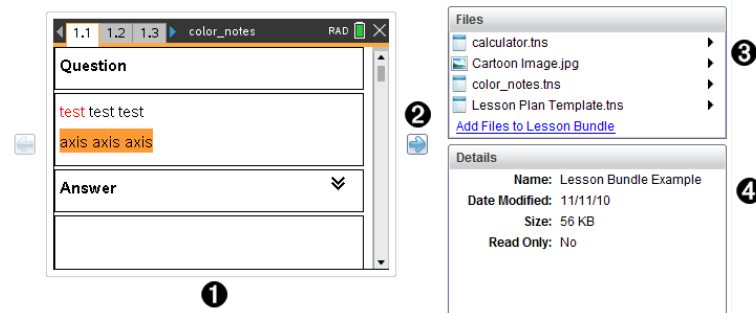 1.1 1.2 1.3 color_notes RAD
Question
test test test
axis axis axis
Answer
1
2
Files
calculator.tns
Cartoon Image.jpg
color_notes.tns
Lesson Plan Template.tns
Add Files to Lesson Bundle
3
Details
Name: Lesson Bundle Example
Date Modified: 11/11/10
Size: 56 KB
Read Only: No
4